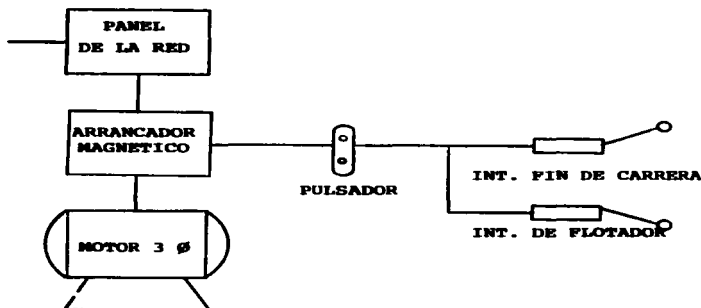 PANEL
DE LA RED
ARRANCADOR
MAGNETICO
PULSADOR
INT. FIN DE CARRERA
INT. DE FLOTADOR
MOTOR 3 Ø